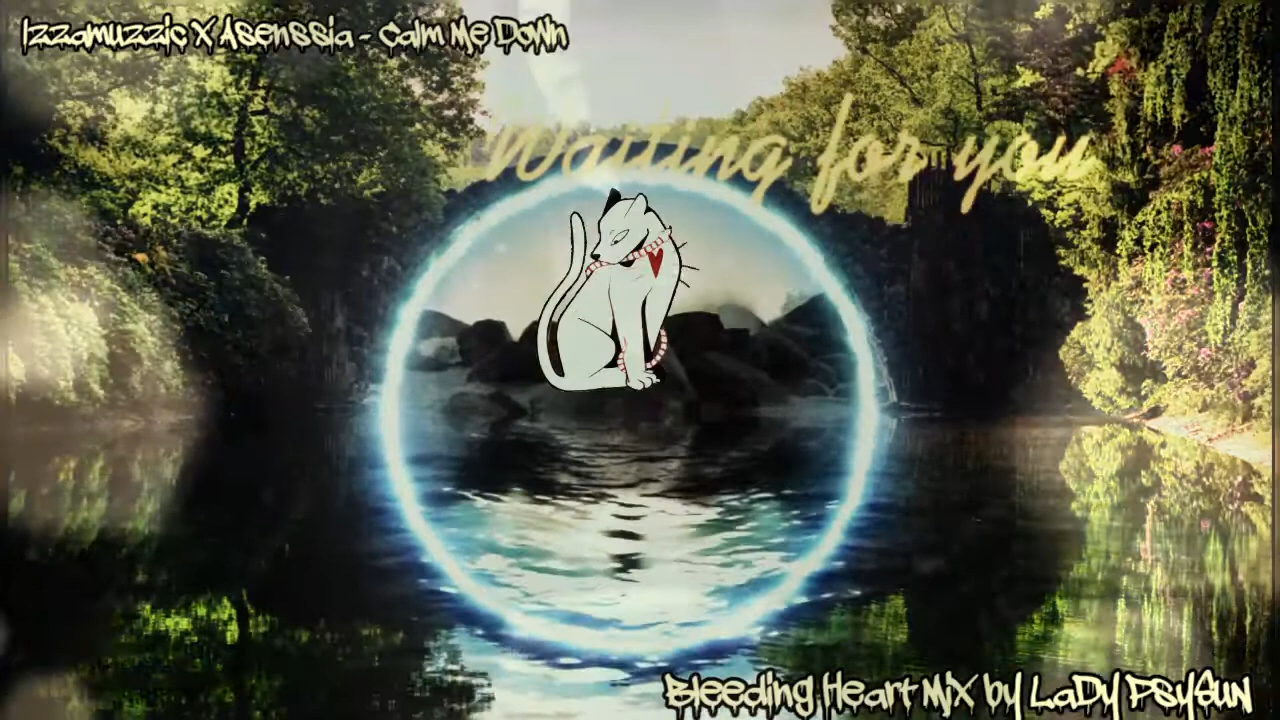 Izzamuzzic X Asenssia - Calm Me Down
Waiting for you
Bleeding Heart Mix by LaDy PsySun